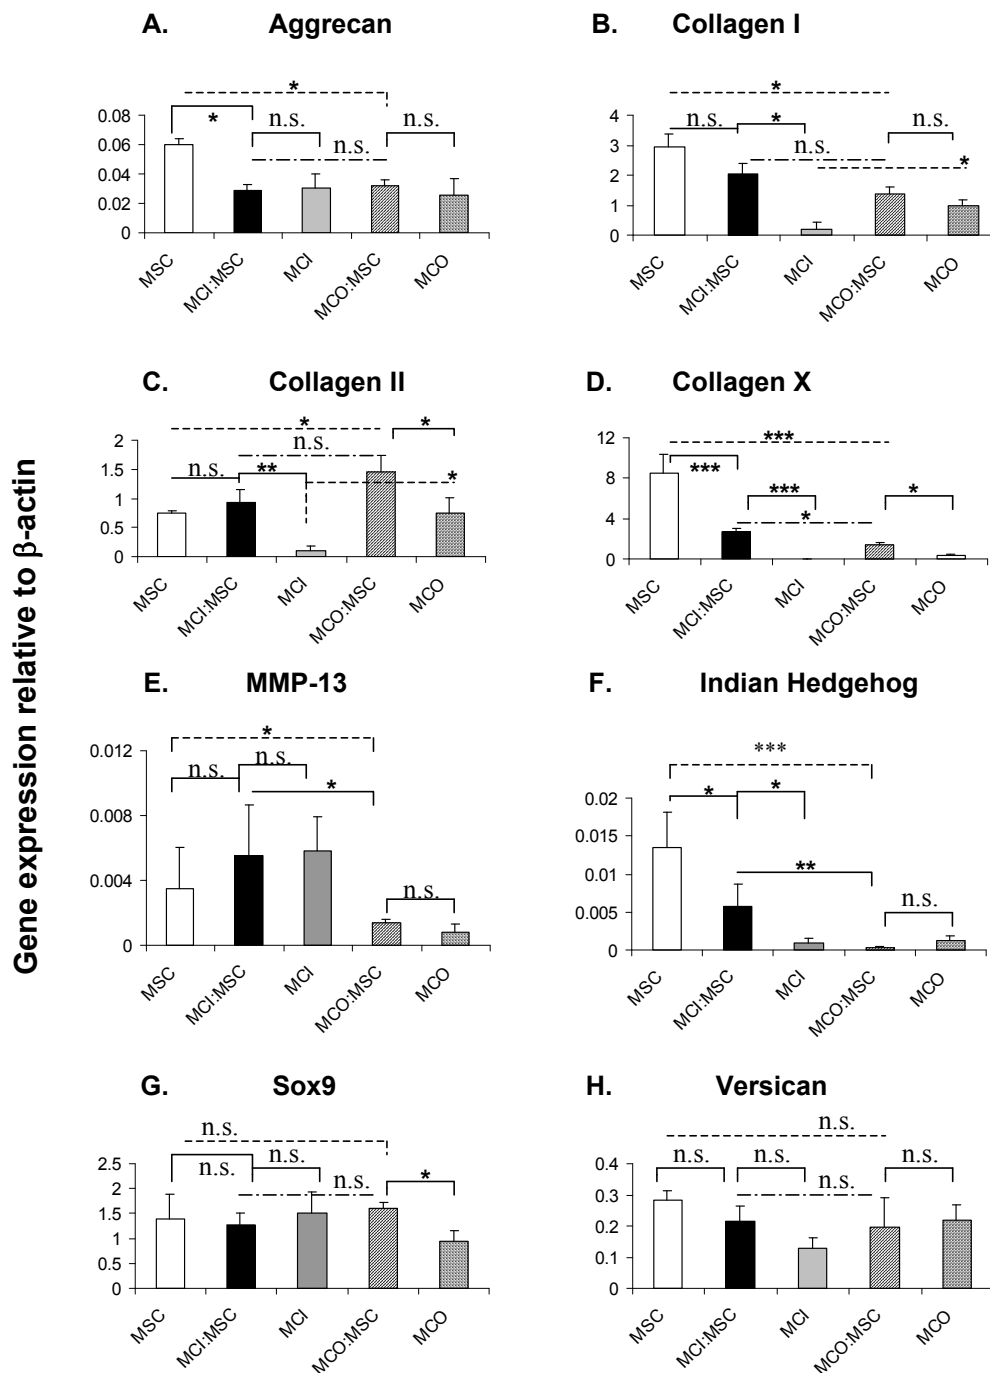 Gene expression relative to β-actin
A. Aggrecan
*
*
n.s.
n.s.
n.s.
0.08
0.06
0.04
0.02
0
MSC
MCI:MSC
MCI
MCO:MSC
MCO
B. Collagen I
*
n.s.
*
n.s.
n.s.
*
4
3
2
1
0
MSC
MCI:MSC
MCI
MCO:MSC
MCO
C. Collagen II
*
*
n.s.
n.s.
**
*
2
1.5
1
0.5
0
MSC
MCI:MSC
MCI
MCO:MSC
MCO
D. Collagen X
***
***
***
*
*
12
8
4
0
MSC
MCI:MSC
MCI
MCO:MSC
MCO
E. MMP-13
*
n.s.
n.s.
*
n.s.
0.012
0.008
0.004
0
MSC
MCI:MSC
MCI
MCO:MSC
MCO
F. Indian Hedgehog
***
*
*
**
n.s.
0.02
0.015
0.01
0.005
0
MSC
MCI:MSC
MCI
MCO:MSC
MCO
G. Sox9
n.s.
n.s.
n.s.
n.s.
*
2.5
2
1.5
1
0.5
0
MSC
MCI:MSC
MCI
MCO:MSC
MCO
H. Versican
n.s.
n.s.
n.s.
n.s.
n.s.
0.4
0.3
0.2
0.1
0
MSC
MCI:MSC
MCI
MCO:MSC
MCO